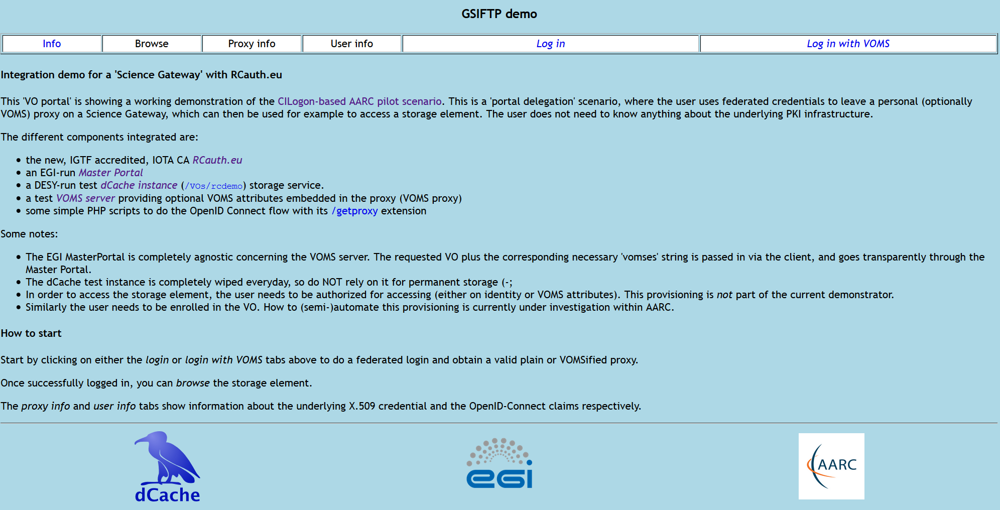 GSIFTP demo
Info Browse Proxy info User info Log in Log in with VOMS
Integration demo for a 'Science Gateway' with RCauth.eu
This 'VO portal' is showing a working demonstration of the CILogon-based AARC pilot scenario. This is a 'portal delegation' scenario, where the user uses federated credentials to leave a personal (optionally
VOMS) proxy on a Science Gateway, which can then be used for example to access a storage element. The user does not need to know anything about the underlying PKI infrastructure.
The different components integrated are:
• the new, IGTF accredited, IOTA CA RCauth.eu
• an EGI-run Master Portal
• a DESY-run test dCache instance (/VOs/rcdemo) storage service.
• a test VOMS server providing optional VOMS attributes embedded in the proxy (VOMS proxy)
• some simple PHP scripts to do the OpenID Connect flow with its /getproxy extension
Some notes:
• The EGI MasterPortal is completely agnostic concerning the VOMS server. The requested VO plus the corresponding necessary 'vomses' string is passed in via the client, and goes transparently through the
Master Portal.
• The dCache test instance is completely wiped everyday, so do NOT rely on it for permanent storage (-;
• In order to access the storage element, the user needs to be authorized for accessing (either on identity or VOMS attributes). This provisioning is not part of the current demonstrator.
• Similarly the user needs to be enrolled in the VO. How to (semi-)automate this provisioning is currently under investigation within AARC.
How to start
Start by clicking on either the login or login with VOMS tabs above to do a federated login and obtain a valid plain or VOMSified proxy.
Once successfully logged in, you can browse the storage element.
The proxy info and user info tabs show information about the underlying X.509 credential and the OpenID-Connect claims respectively.
dCache
egi
AARC